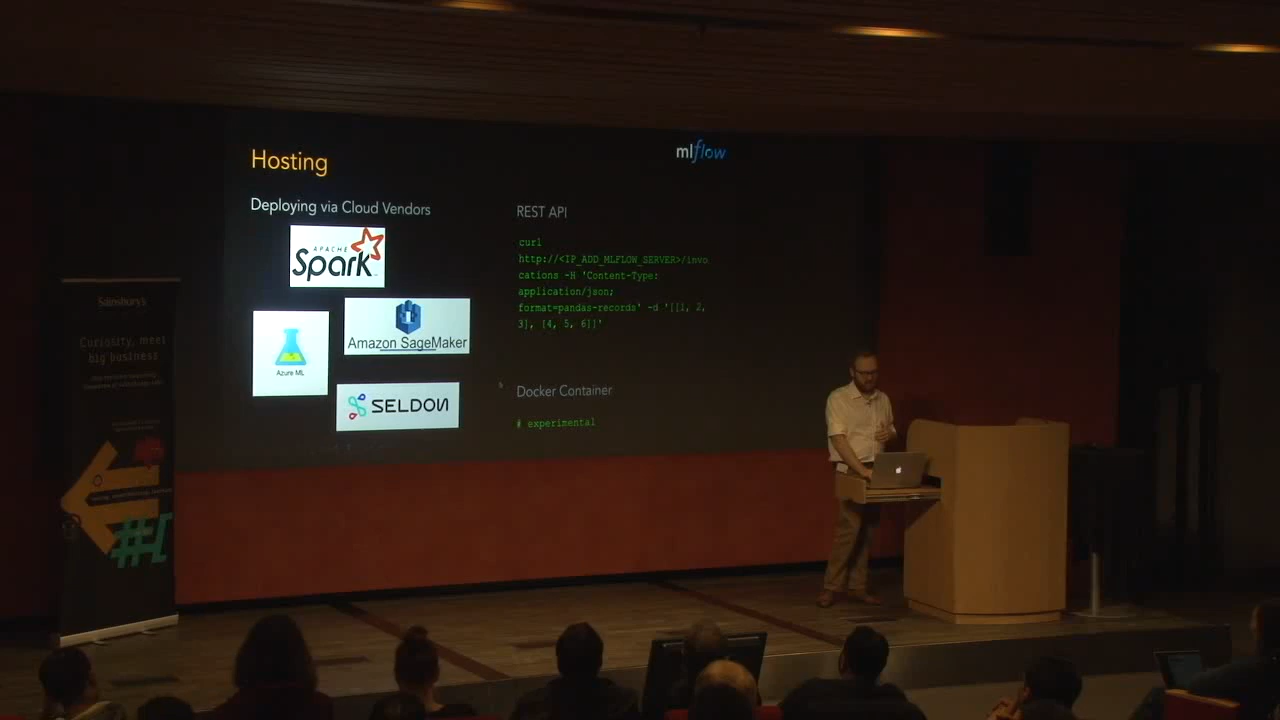 Hosting
mlflow
Deploying via Cloud Vendors
APACHE
Spark
Amazon SageMaker
Azure ML
SELDON
REST API
curl
http://<IP_ADD_MLFLOW_SERVER>/invo
cations -H 'Content-Type:
application/json;
format=pandas-records' -d '[[1, 2,
3], [4, 5, 6]]'
Docker Container
# experimental
Sainsbury's
Curiosity, meet
big business